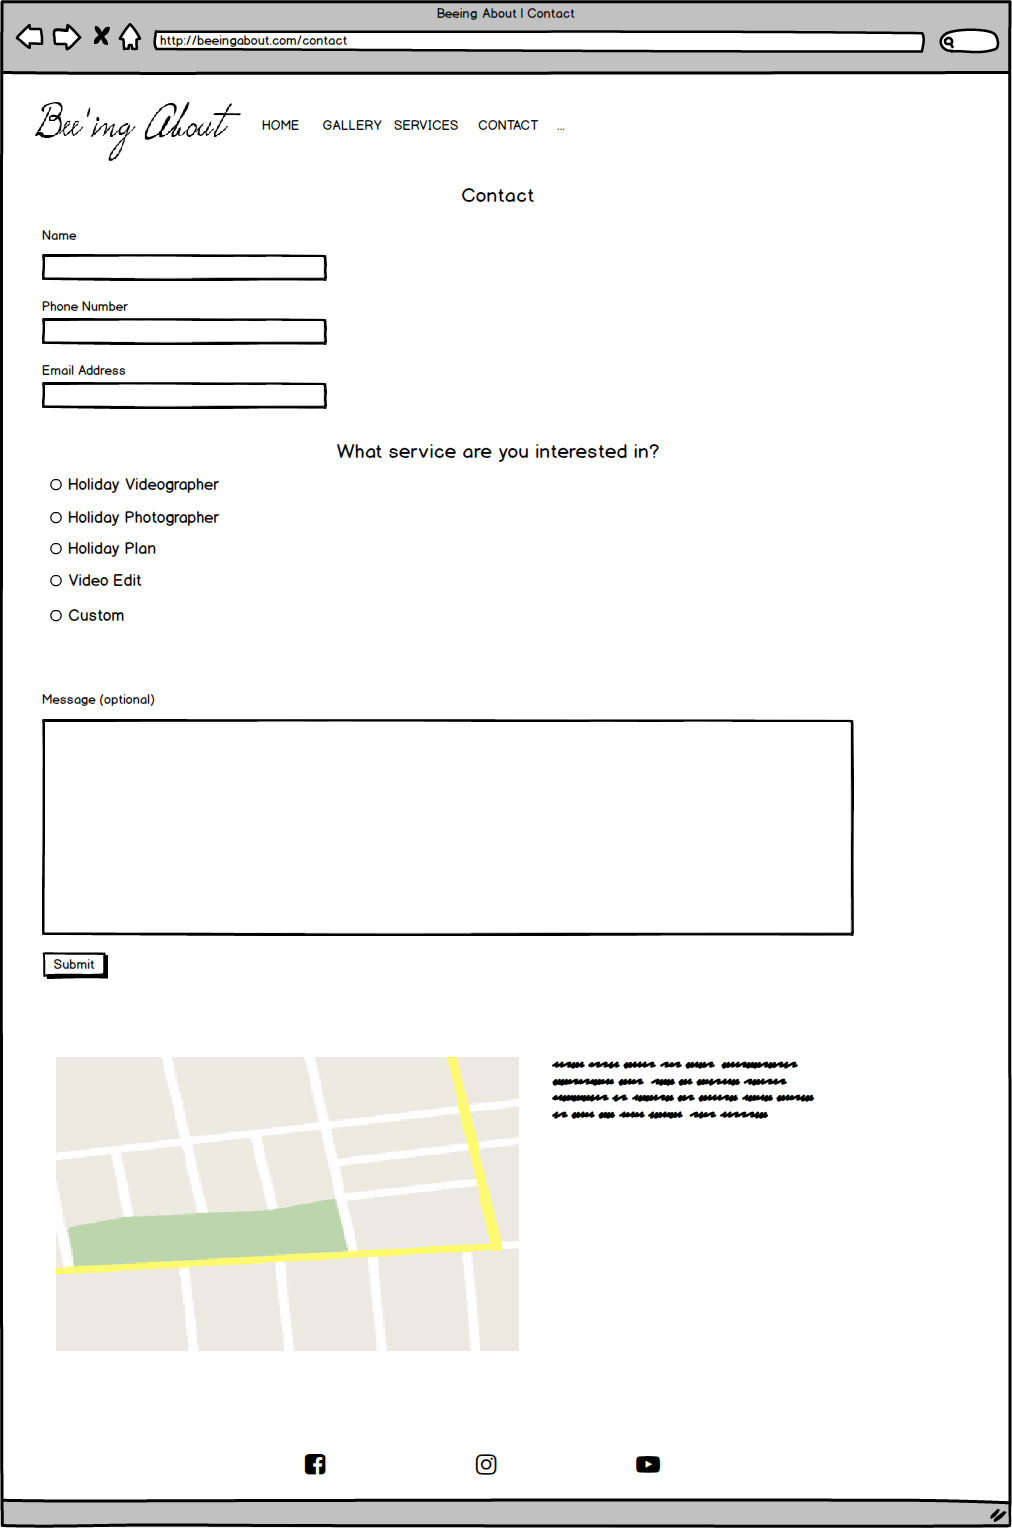 Beeing About | Contact
http://beeingabout.com/contact
Bee'ing About HOME GALLERY SERVICES CONTACT ...
Contact
Name
Phone Number
Email Address
What service are you interested in?
Holiday Videographer
Holiday Photographer
Holiday Plan
Video Edit
Custom
Message (optional)
Submit